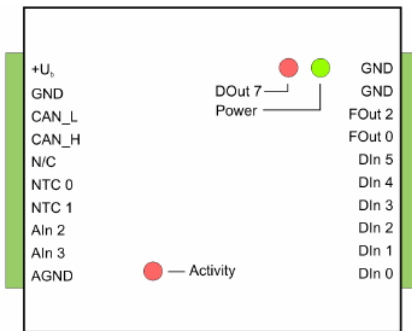 +U_b
GND
CAN_L
CAN_H
N/C
NTC 0
NTC 1
AIn 2
AIn 3
AGND
DOut 7
Power
Activity
GND
GND
FOut 2
FOut 0
DIn 5
DIn 4
DIn 3
DIn 2
DIn 1
DIn 0